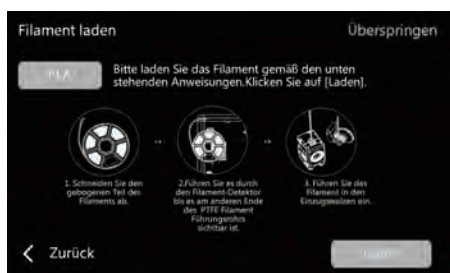 Filament laden
Überspringen
PLA
Bitte laden Sie das Filament gemäß den unten
stehenden Anweisungen.Klicken Sie auf [Laden].
1. Schneiden Sie den
gebogenen Teil des
Filaments ab.
2.Führen Sie es durch
den Filament-Detektor
bis es am anderen Ende
des PTFE Filament
Führungsrohrs
sichtbar ist.
3. Führen Sie das
Filament in den
Einzugswalzen ein.
Zurück
Laden